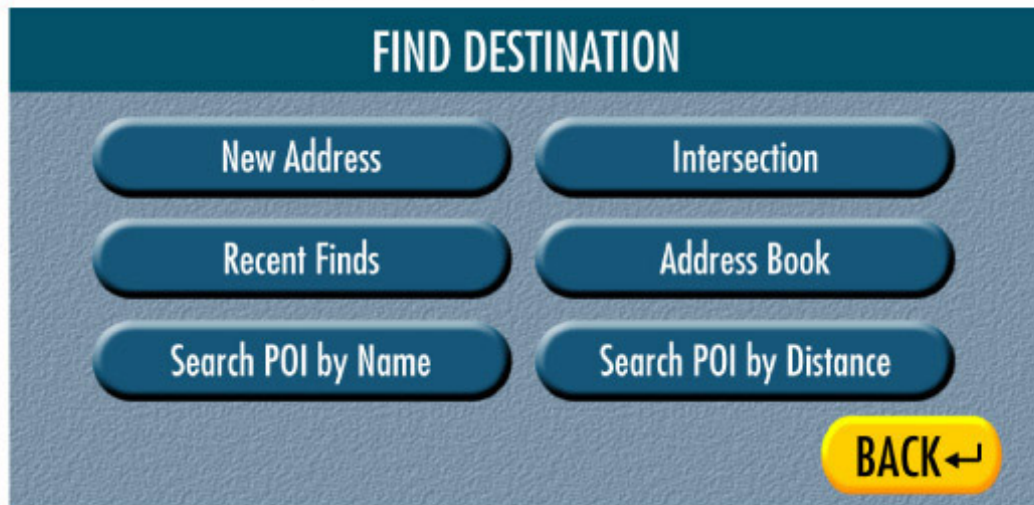 FIND DESTINATION
New Address
Intersection
Recent Finds
Address Book
Search POI by Name
Search POI by Distance
BACK